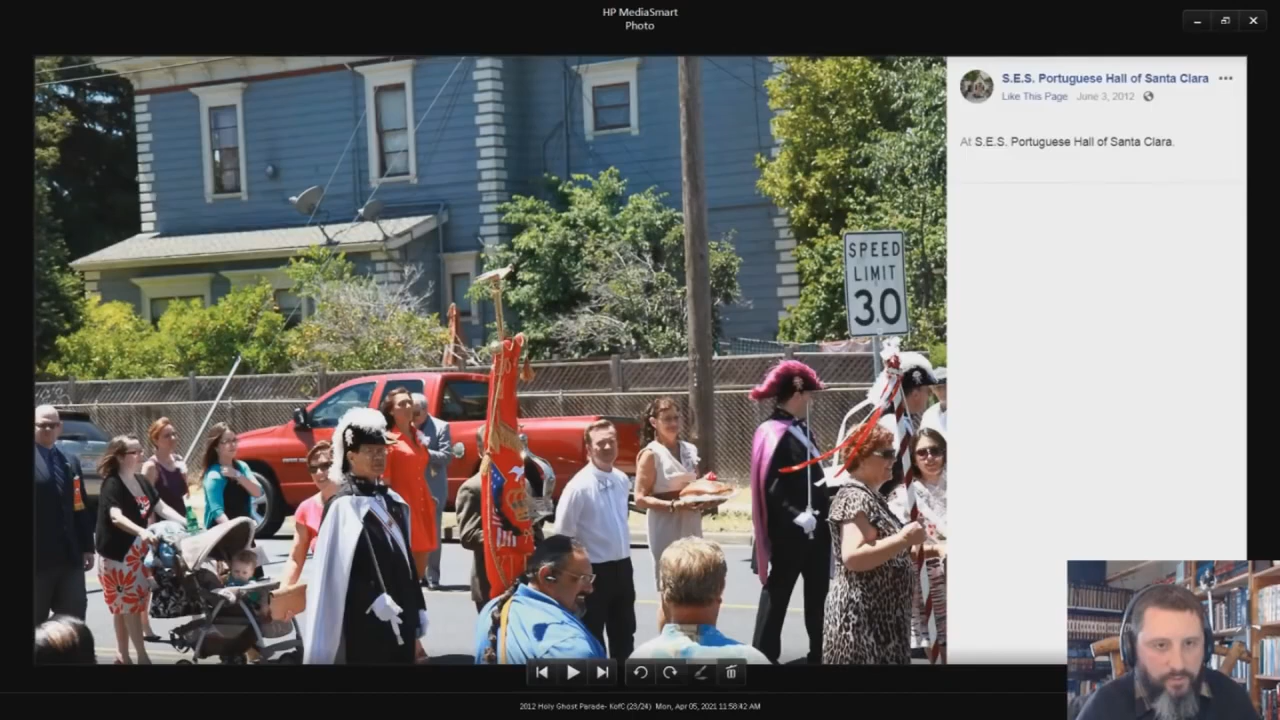 HP MediaSmart
Photo
S.E.S. Portuguese Hall of Santa Clara
Like This Page June 3, 2012
At S.E.S. Portuguese Hall of Santa Clara.
SPEED
LIMIT
30
2012 Holy Ghost Parade- KofC (23/24) Mon, Apr 05, 2021 11:58:42 AM